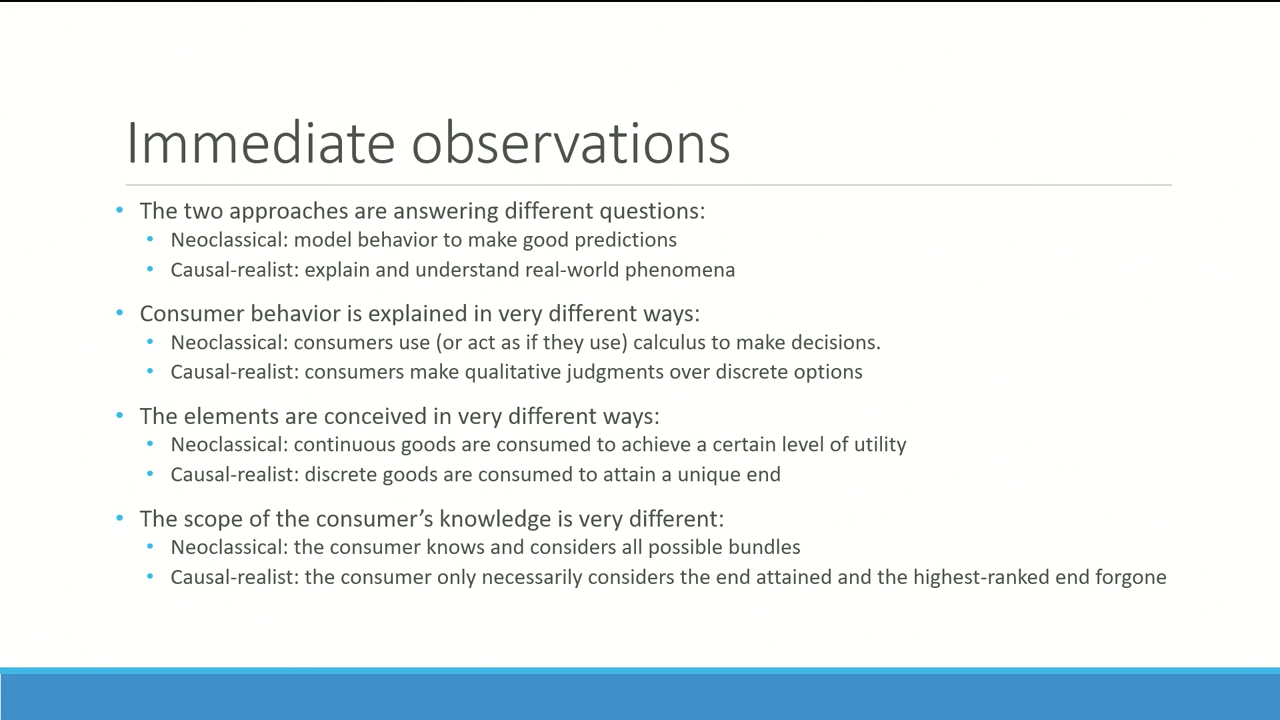 Immediate observations
• The two approaches are answering different questions:
• Neoclassical: model behavior to make good predictions
• Causal-realist: explain and understand real-world phenomena
• Consumer behavior is explained in very different ways:
• Neoclassical: consumers use (or act as if they use) calculus to make decisions.
• Causal-realist: consumers make qualitative judgments over discrete options
• The elements are conceived in very different ways:
• Neoclassical: continuous goods are consumed to achieve a certain level of utility
• Causal-realist: discrete goods are consumed to attain a unique end
• The scope of the consumer’s knowledge is very different:
• Neoclassical: the consumer knows and considers all possible bundles
• Causal-realist: the consumer only necessarily considers the end attained and the highest-ranked end forgone